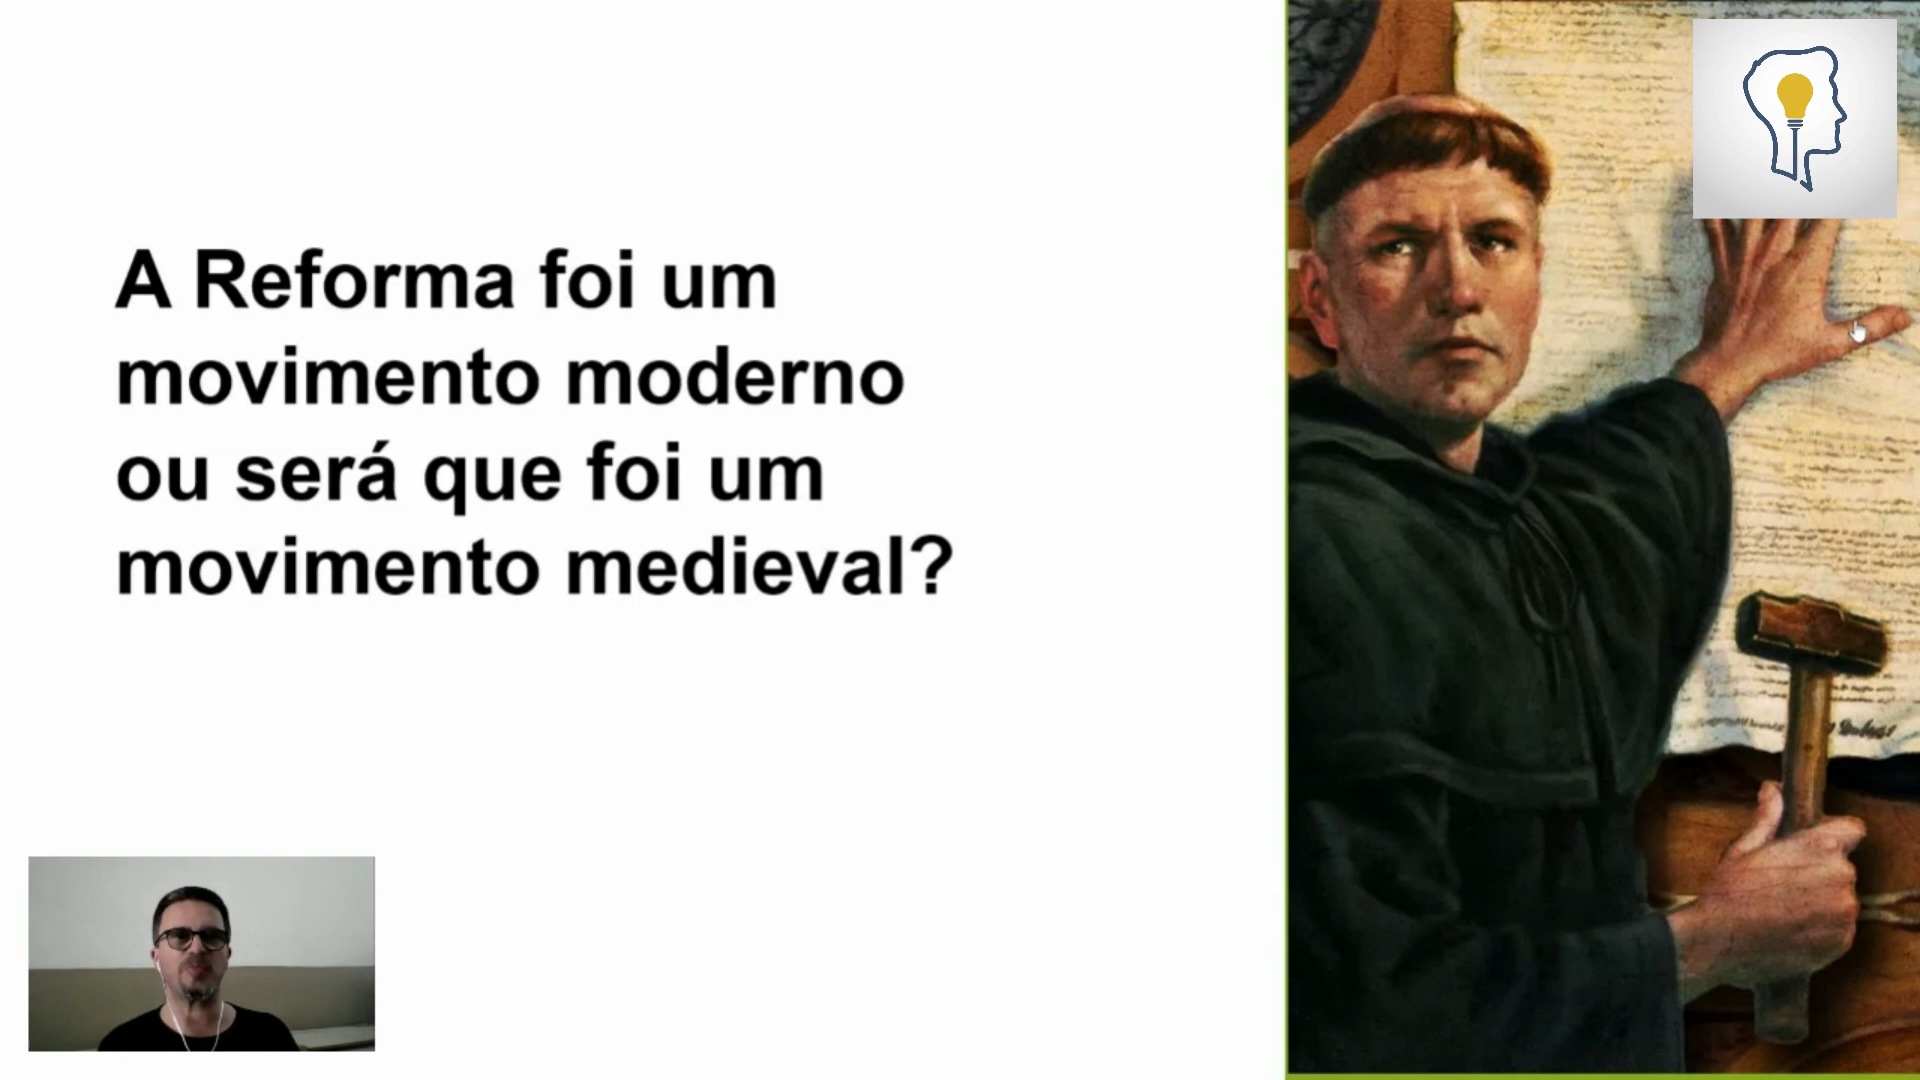 A Reforma foi um
movimento moderno
ou será que foi um
movimento medieval?